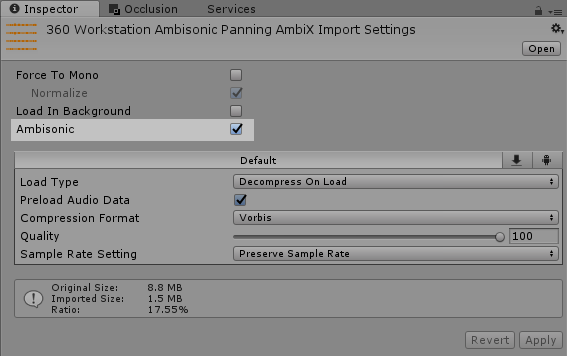 Inspector Occlusion Services
360 Workstation Ambisonic Panning AmbiX Import Settings
Open
Force To Mono
Normalize
Load In Background
Ambisonic
Default
Load Type Decompress On Load
Preload Audio Data
Compression Format Vorbis
Quality 100
Sample Rate Setting Preserve Sample Rate
Original Size: 8.8 MB
Imported Size: 1.5 MB
Ratio: 17.55%
Revert Apply